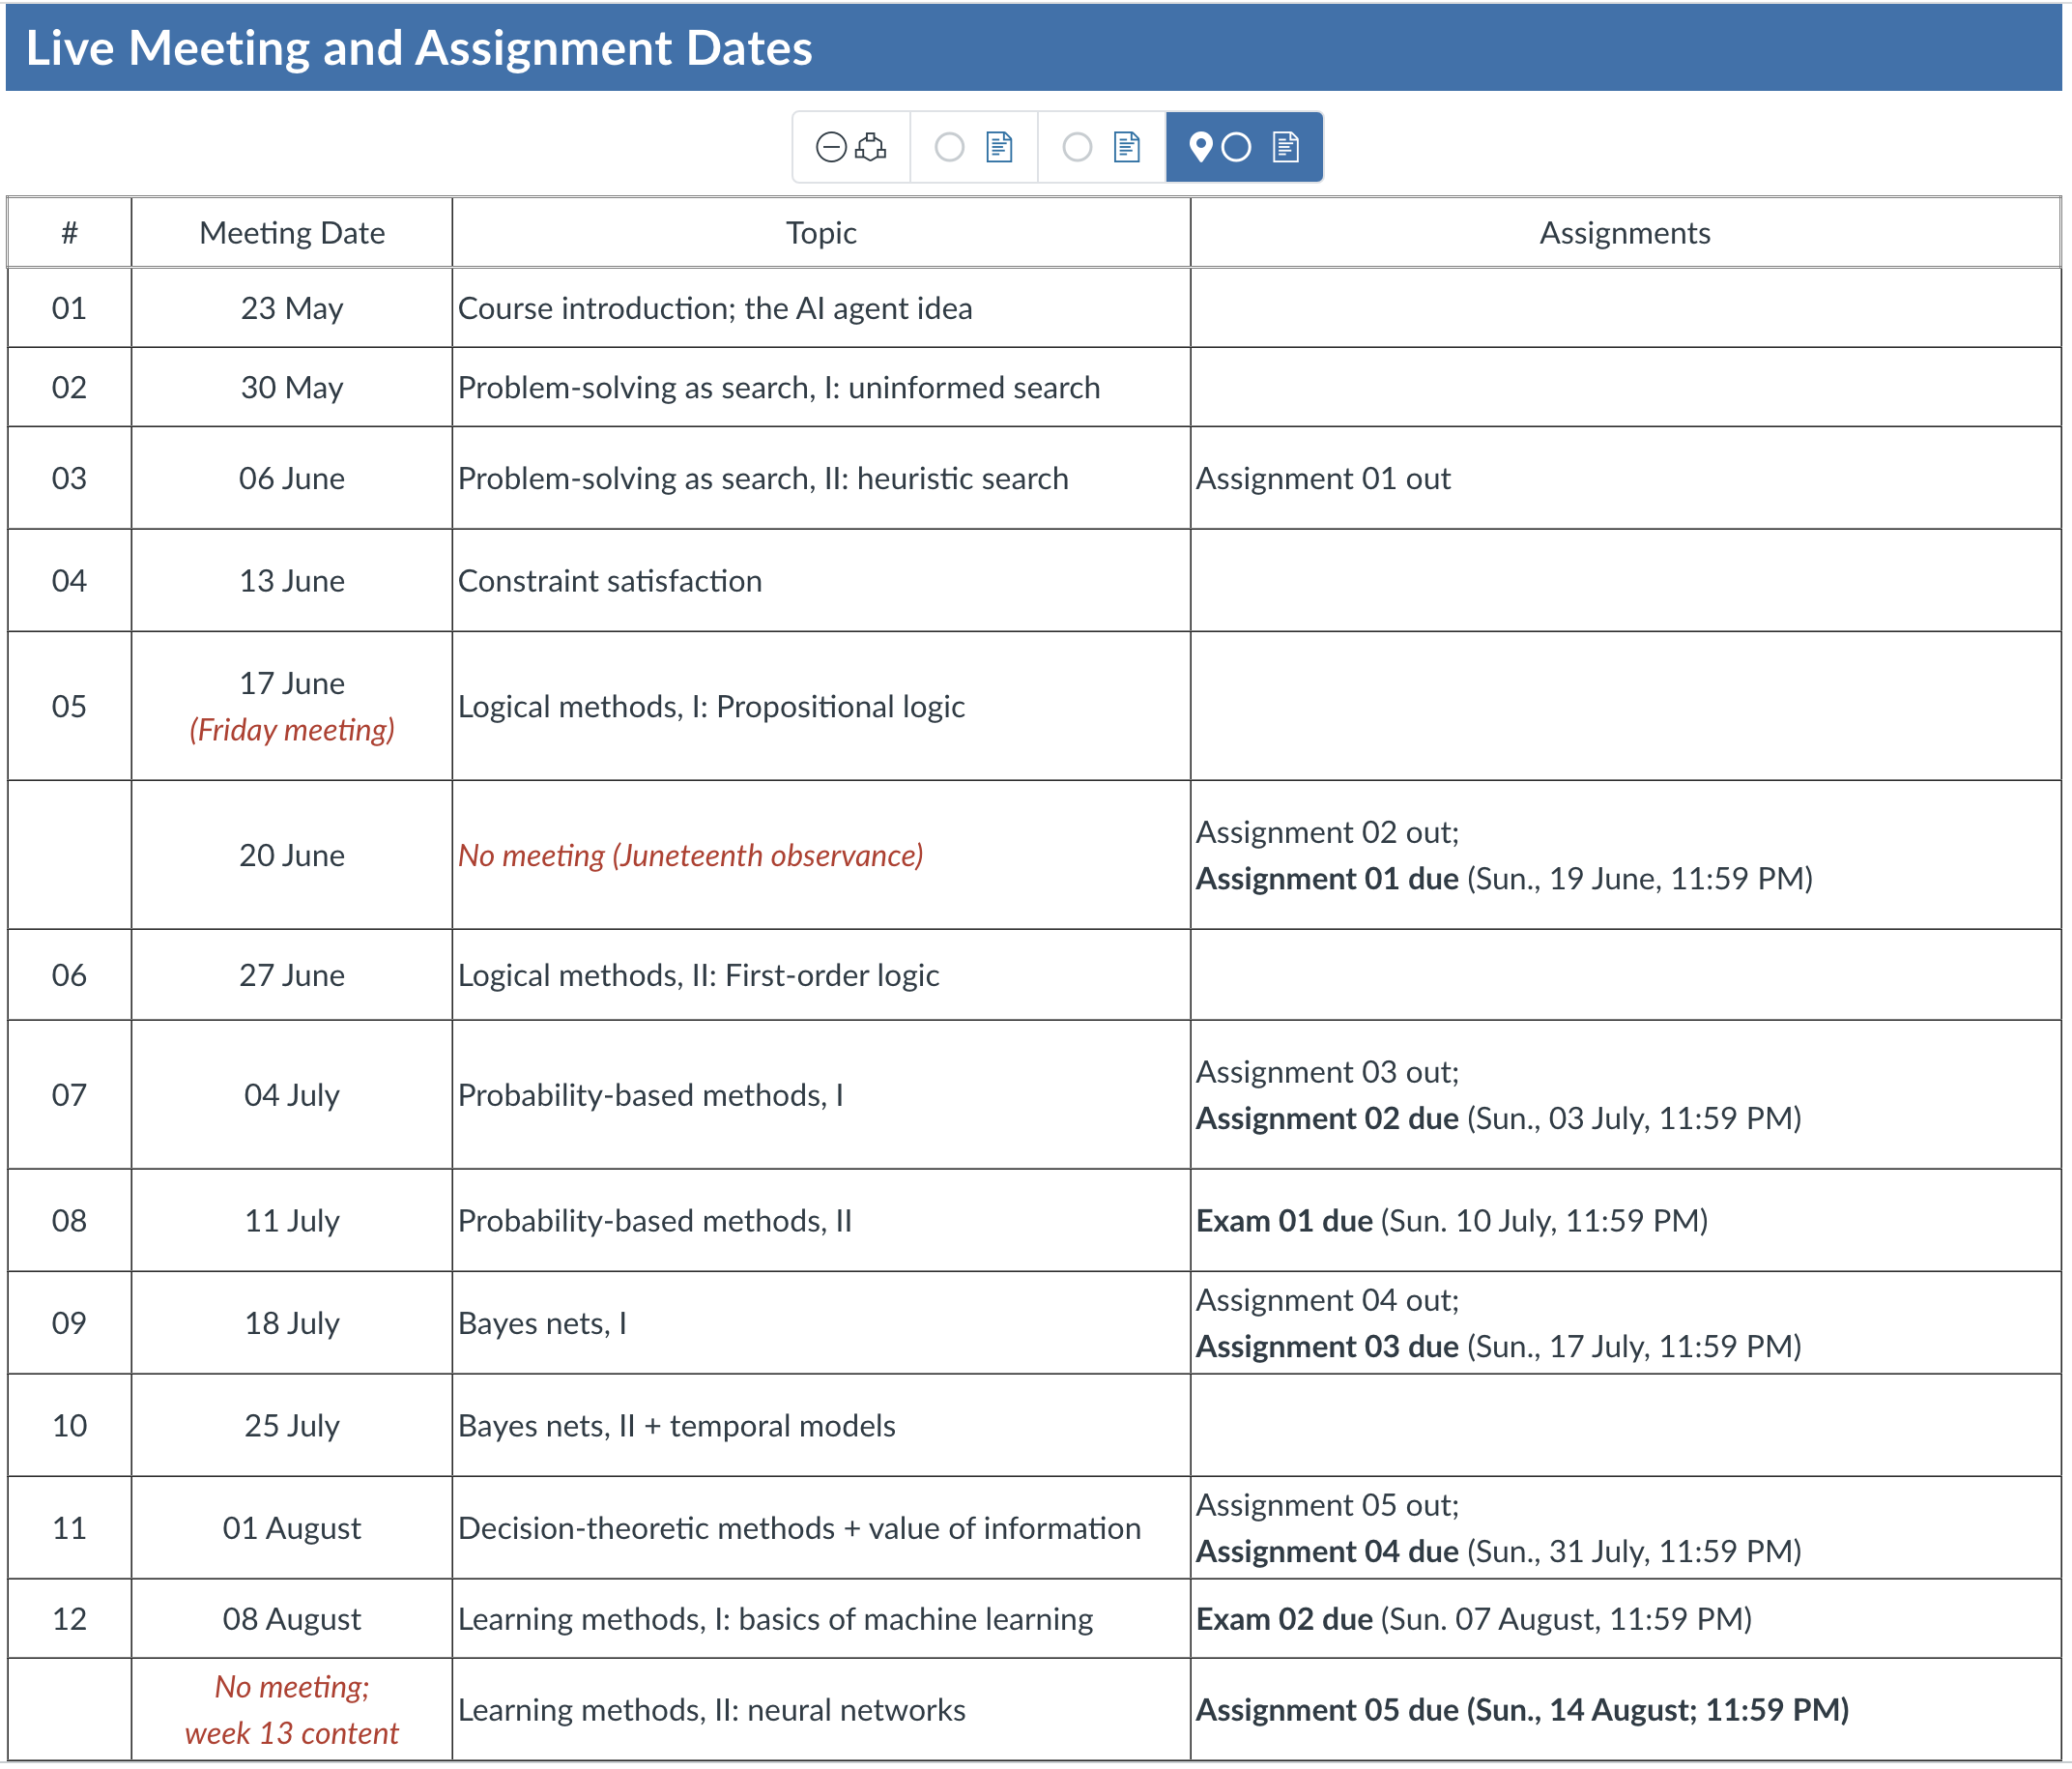 Live Meeting and Assignment Dates
# Meeting Date Topic Assignments
01 23 May Course introduction; the AI agent idea
02 30 May Problem-solving as search, I: uninformed search
03 06 June Problem-solving as search, II: heuristic search Assignment 01 out
04 13 June Constraint satisfaction
05 17 June
(Friday meeting)
Logical methods, I: Propositional logic
20 June No meeting (Juneteenth observance) Assignment 02 out;
Assignment 01 due (Sun., 19 June, 11:59 PM)
06 27 June Logical methods, II: First-order logic
07 04 July Probability-based methods, I Assignment 03 out;
Assignment 02 due (Sun., 03 July, 11:59 PM)
08 11 July Probability-based methods, II Exam 01 due (Sun. 10 July, 11:59 PM)
09 18 July Bayes nets, I Assignment 04 out;
Assignment 03 due (Sun., 17 July, 11:59 PM)
10 25 July Bayes nets, II + temporal models
11 01 August Decision-theoretic methods + value of information Assignment 05 out;
Assignment 04 due (Sun., 31 July, 11:59 PM)
12 08 August Learning methods, I: basics of machine learning Exam 02 due (Sun. 07 August, 11:59 PM)
No meeting;
week 13 content
Learning methods, II: neural networks Assignment 05 due (Sun., 14 August; 11:59 PM)